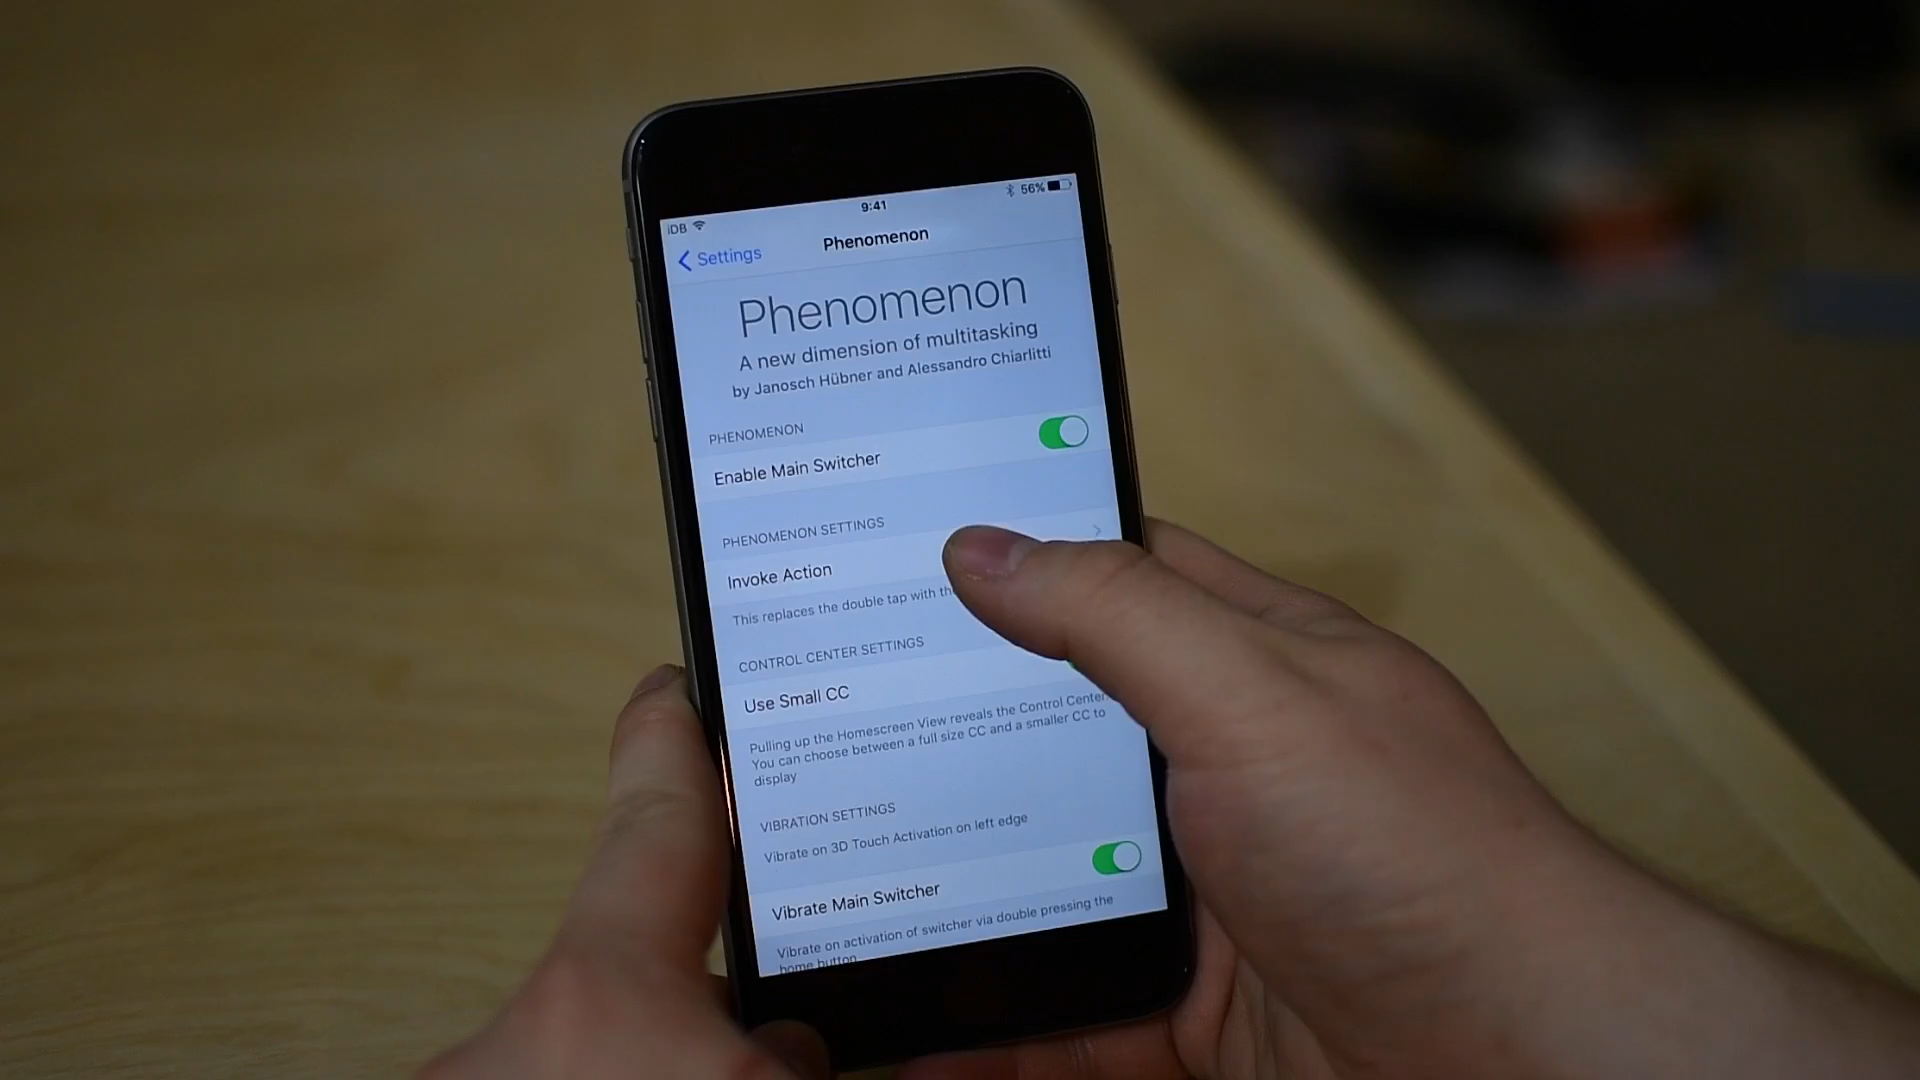 iDB
9:41
56%
Settings
Phenomenon
Phenomenon
A new dimension of multitasking
by Janosch Hübner and Alessandro Chiarlitti
PHENOMENON
Enable Main Switcher
PHENOMENON SETTINGS
Invoke Action
This replaces the double tap with
CONTROL CENTER SETTINGS
Use Small CC
Pulling up the Homescreen View reveals the Control Center.
You can choose between a full size CC and a smaller CC to
display
VIBRATION SETTINGS
Vibrate on 3D Touch Activation on left edge
Vibrate Main Switcher
Vibrate on activation of switcher via double pressing the
home button